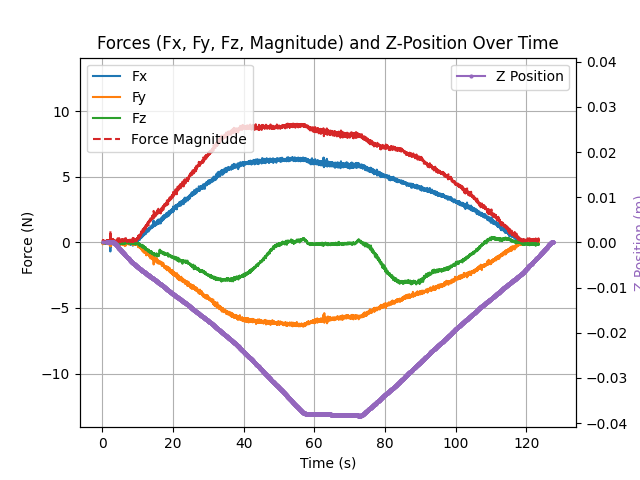 Forces (Fx, Fy, Fz, Magnitude) and Z-Position Over Time
Fx
Fy
Fz
Force Magnitude
Z Position
Force (N)
10
5
0
−5
−10
0.04
0.03
0.02
0.01
0.00
−0.01
−0.02
−0.03
−0.04
Z Position (m)
0 20 40 60 80 100 120
Time (s)